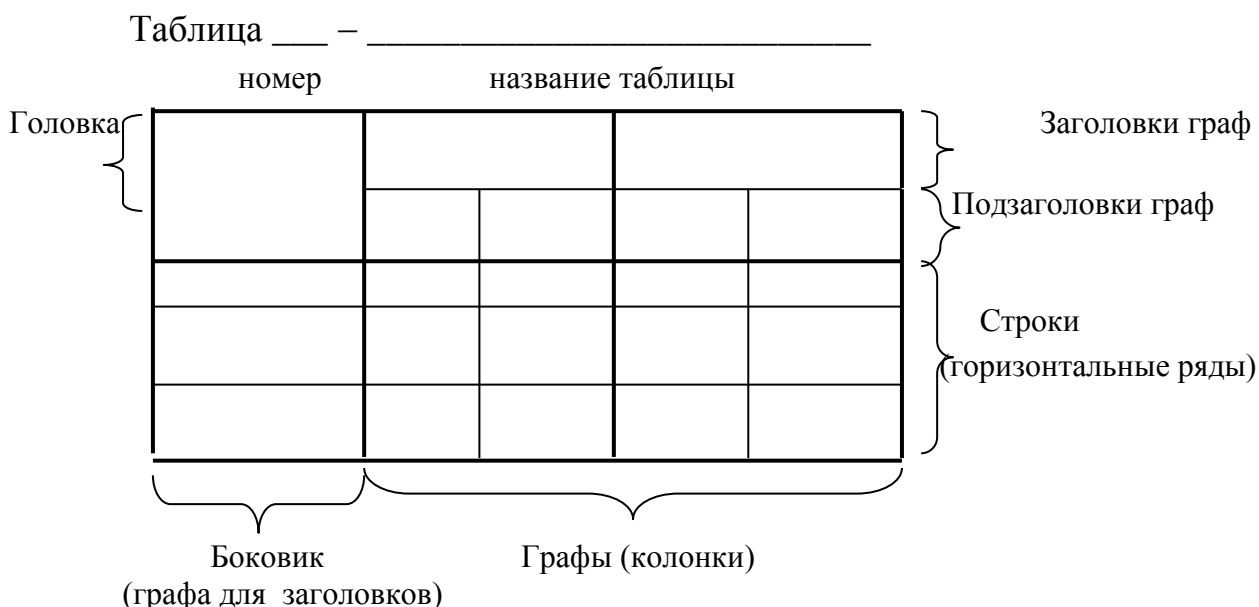 Таблица ___ – ___________________________
номер название таблицы
Головка Заголовки граф
Подзаголовки граф
Строки
(горизонтальные ряды)
Боковик Графы (колонки)
(графа для заголовков)